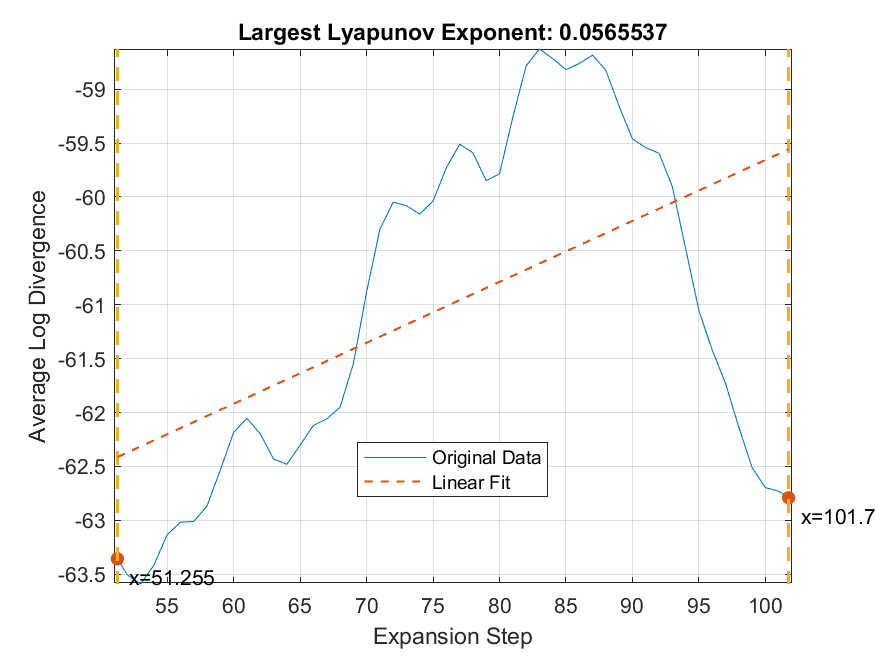 Largest Lyapunov Exponent: 0.0565537
Average Log Divergence
-59
-59.5
-60
-60.5
-61
-61.5
-62
-62.5
-63
-63.5
Original Data
Linear Fit
x=101.7
x=51.255
55 60 65 70 75 80 85 90 95 100
Expansion Step